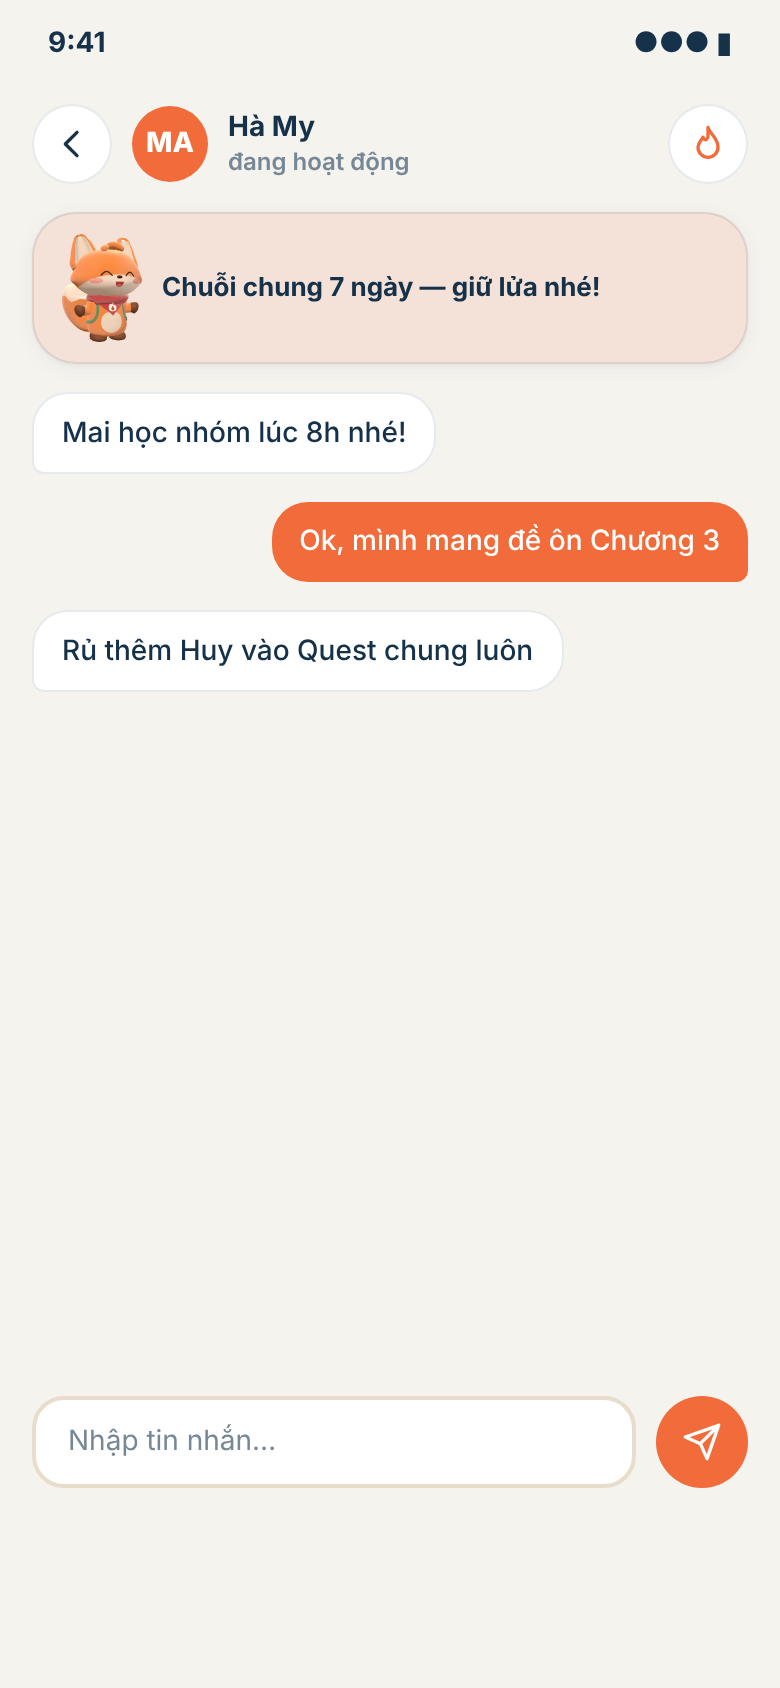 9:41
MA
Hà My
đang hoạt động
Chuỗi chung 7 ngày — giữ lửa nhé!
Mai học nhóm lúc 8h nhé!
Ok, mình mang đề ôn Chương 3
Rủ thêm Huy vào Quest chung luôn
Nhập tin nhắn...